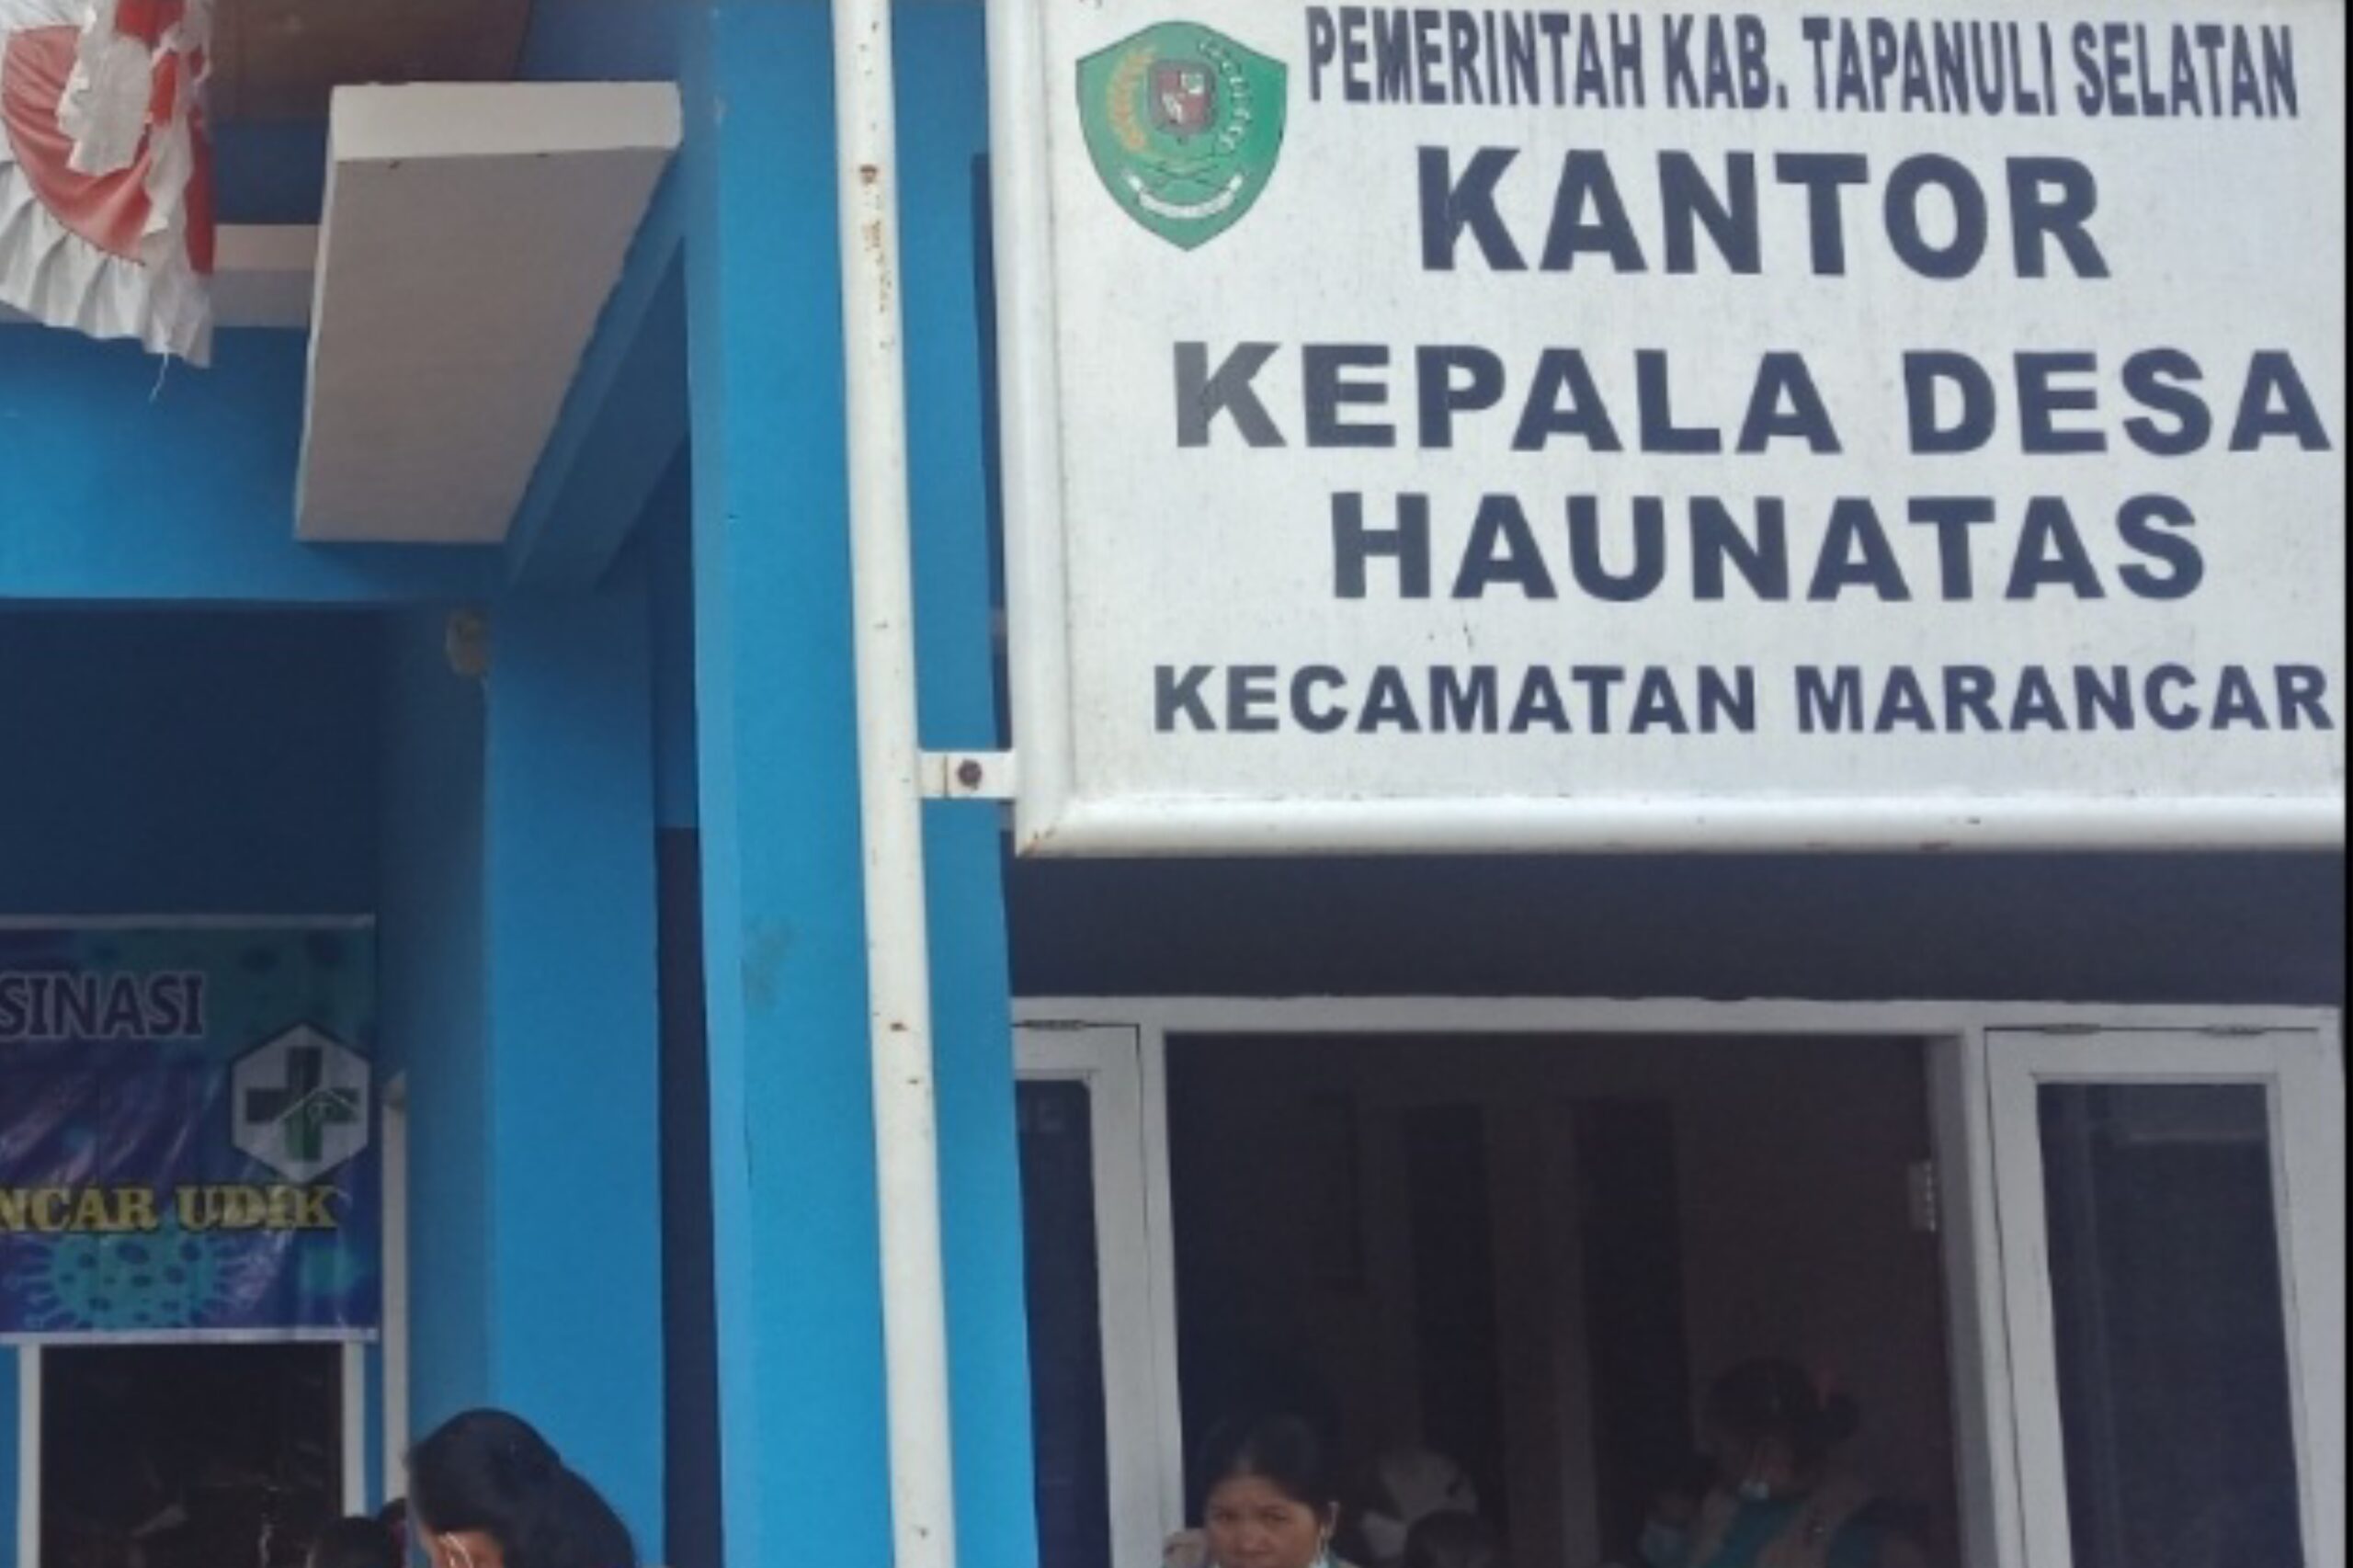 PEMERINTAH KAB. TAPANULI SELATAN
KANTOR
KEPALA DESA
HAUNATAS
KECAMATAN MARANCAR
SINASI
NCAR UDIK